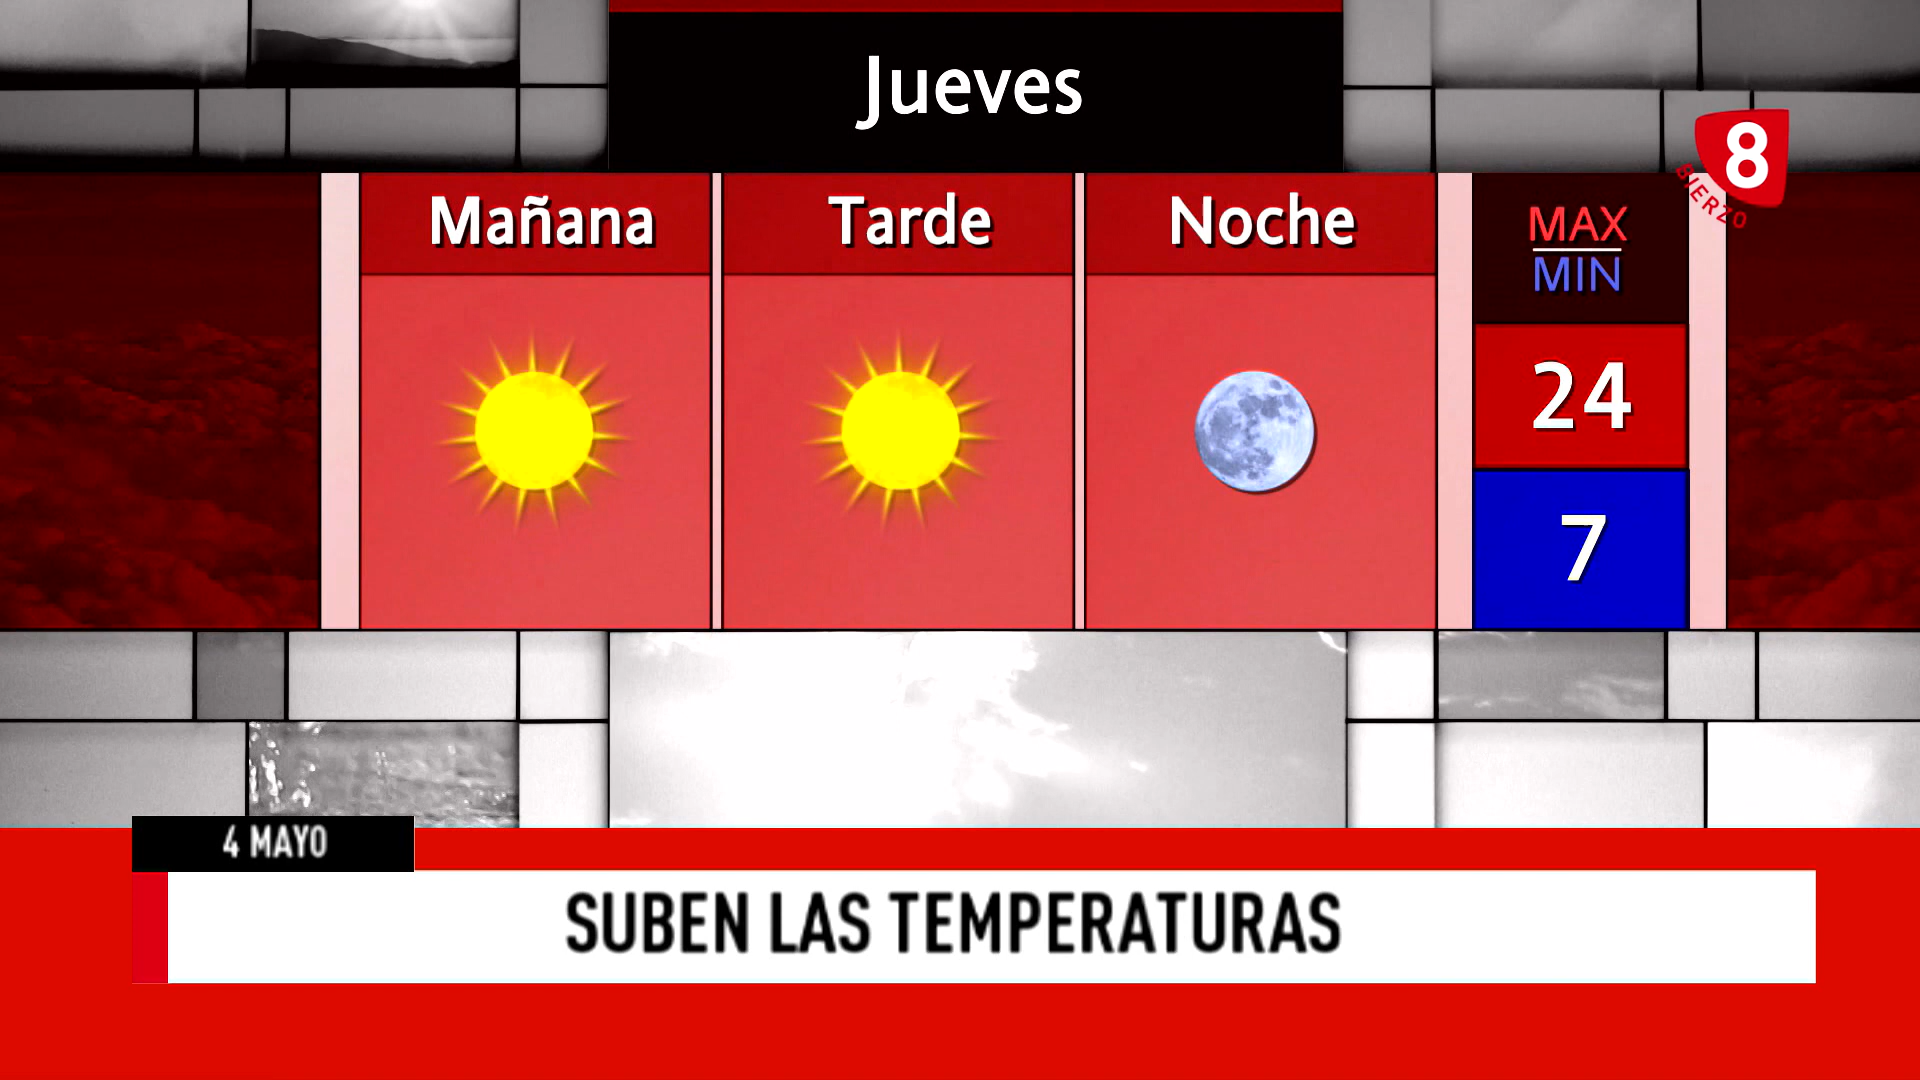 Jueves
8
BIERZO
Mañana
Tarde
Noche
MAX
MIN
24
7
4 MAYO
SUBEN LAS TEMPERATURAS